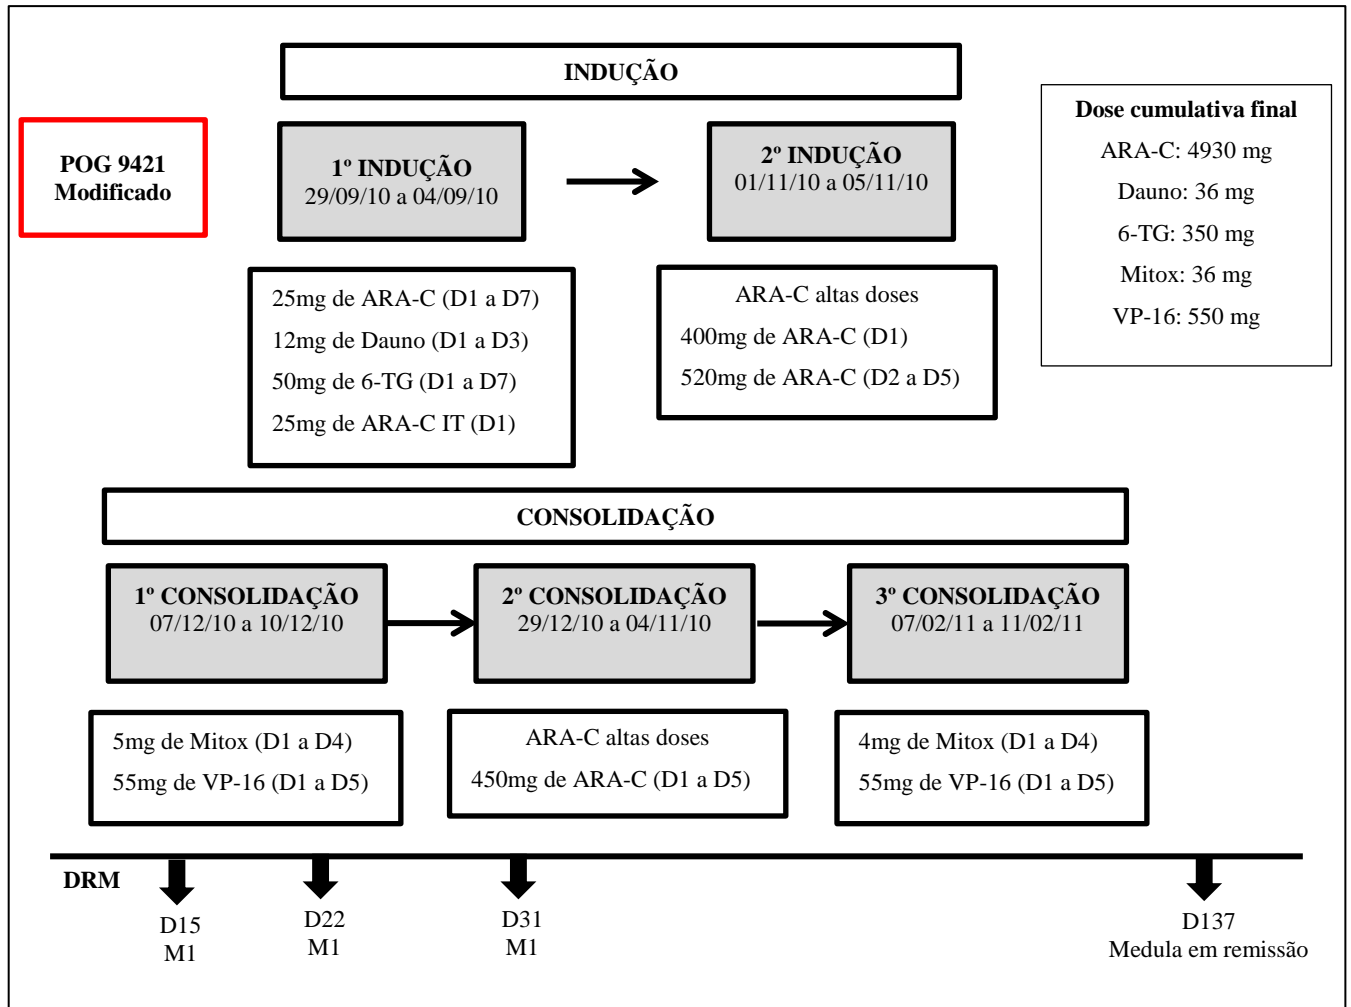 INDUÇÃO
POG 9421
Modificado
1º INDUÇÃO
29/09/10 a 04/09/10
2º INDUÇÃO
01/11/10 a 05/11/10
Dose cumulativa final
ARA-C: 4930 mg
Dauno: 36 mg
6-TG: 350 mg
Mitox: 36 mg
VP-16: 550 mg
25mg de ARA-C (D1 a D7)
12mg de Dauno (D1 a D3)
50mg de 6-TG (D1 a D7)
25mg de ARA-C IT (D1)
ARA-C altas doses
400mg de ARA-C (D1)
520mg de ARA-C (D2 a D5)
CONSOLIDAÇÃO
1º CONSOLIDAÇÃO
07/12/10 a 10/12/10
2º CONSOLIDAÇÃO
29/12/10 a 04/11/10
3º CONSOLIDAÇÃO
07/02/11 a 11/02/11
5mg de Mitox (D1 a D4)
55mg de VP-16 (D1 a D5)
ARA-C altas doses
450mg de ARA-C (D1 a D5)
4mg de Mitox (D1 a D4)
55mg de VP-16 (D1 a D5)
DRM
D15
M1
D22
M1
D31
M1
D137
Medula em remissão